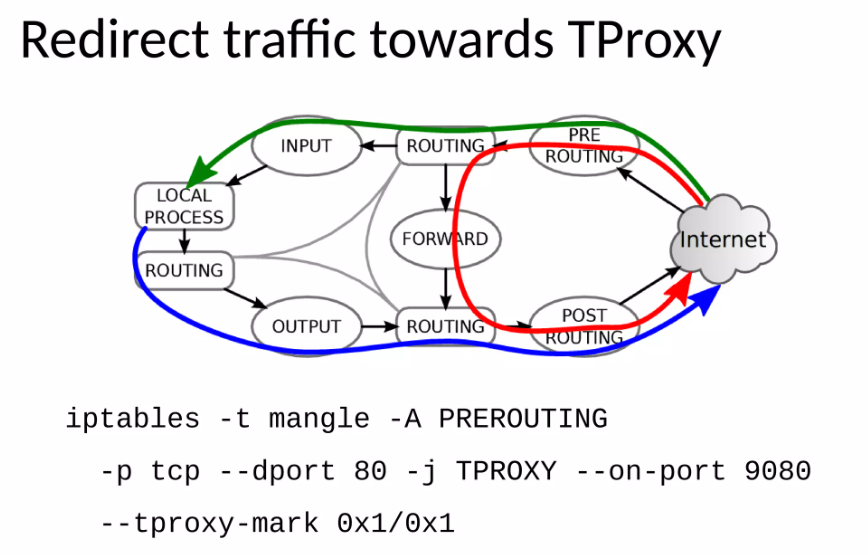 Redirect traffic towards TProxy
INPUT
ROUTING
PRE
ROUTING
LOCAL
PROCESS
FORWARD
Internet
ROUTING
OUTPUT
ROUTING
POST
ROUTING
iptables -t mangle -A PREROUTING
-p tcp --dport 80 -j TPROXY --on-port 9080
--tproxy-mark 0x1/0x1